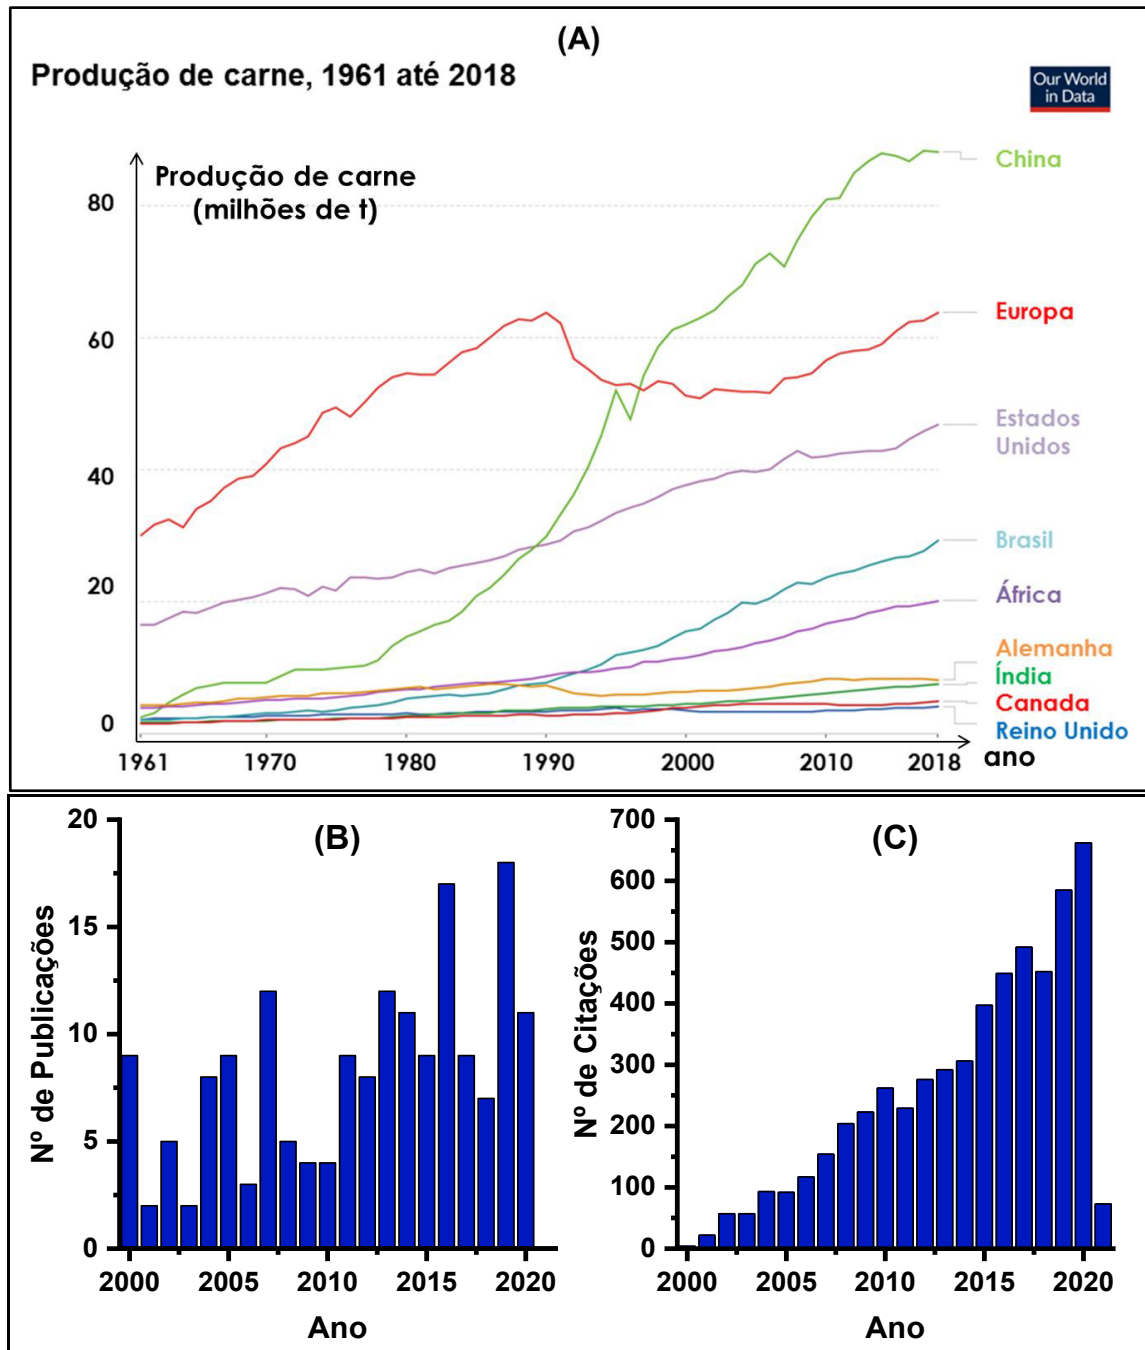 (A)
Produção de carne, 1961 até 2018
Our World
in Data
Produção de carne
(milhões de t)
80
60
40
20
0
China
Europa
Estados
Unidos
Brasil
África
Alemanha
Índia
Canada
Reino Unido
1961 1970 1980 1990 2000 2010 2018 ano
(B)
Nº de Publicações
20
15
10
5
0
2000 2005 2010 2015 2020
Ano
(C)
Nº de Citações
700
600
500
400
300
200
100
0
2000 2005 2010 2015 2020
Ano